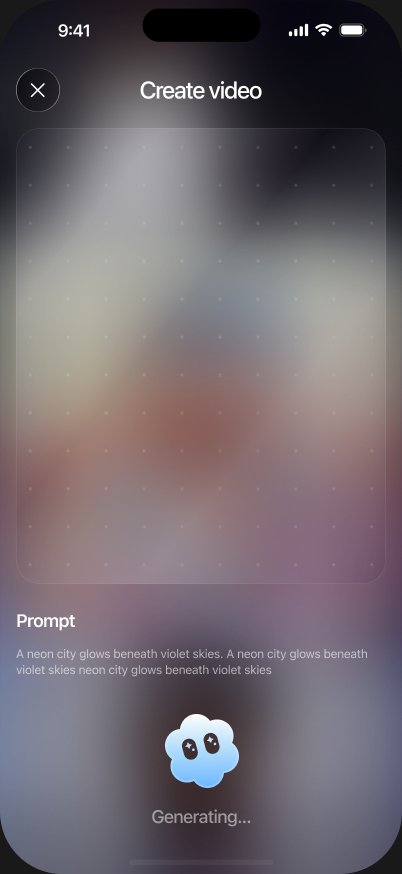 9:41
Create video
Prompt
A neon city glows beneath violet skies. A neon city glows beneath
violet skies neon city glows beneath violet skies
Generating...